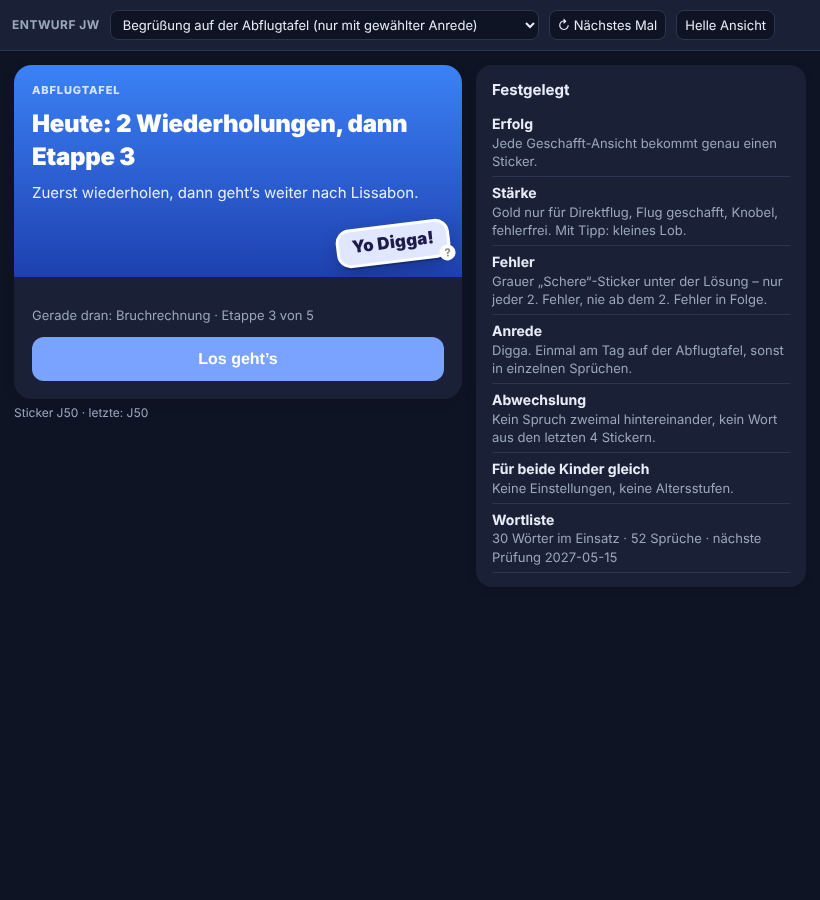 ENTWURF JW
Begrüßung auf der Abflugtafel (nur mit gewählter Anrede)
↻ Nächstes Mal
Helle Ansicht
ABFLUGTAFEL
Heute: 2 Wiederholungen, dann
Etappe 3
Zuerst wiederholen, dann geht’s weiter nach Lissabon.
Yo Digga!
?
Gerade dran: Bruchrechnung · Etappe 3 von 5
Los geht’s
Sticker J50 · letzte: J50
Festgelegt
Erfolg
Jede Geschafft-Ansicht bekommt genau einen
Sticker.
Stärke
Gold nur für Direktflug, Flug geschafft, Knobel,
fehlerfrei. Mit Tipp: kleines Lob.
Fehler
Grauer „Schere“-Sticker unter der Lösung – nur
jeder 2. Fehler, nie ab dem 2. Fehler in Folge.
Anrede
Digga. Einmal am Tag auf der Abflugtafel, sonst
in einzelnen Sprüchen.
Abwechslung
Kein Spruch zweimal hintereinander, kein Wort
aus den letzten 4 Stickern.
Für beide Kinder gleich
Keine Einstellungen, keine Altersstufen.
Wortliste
30 Wörter im Einsatz · 52 Sprüche · nächste
Prüfung 2027-05-15